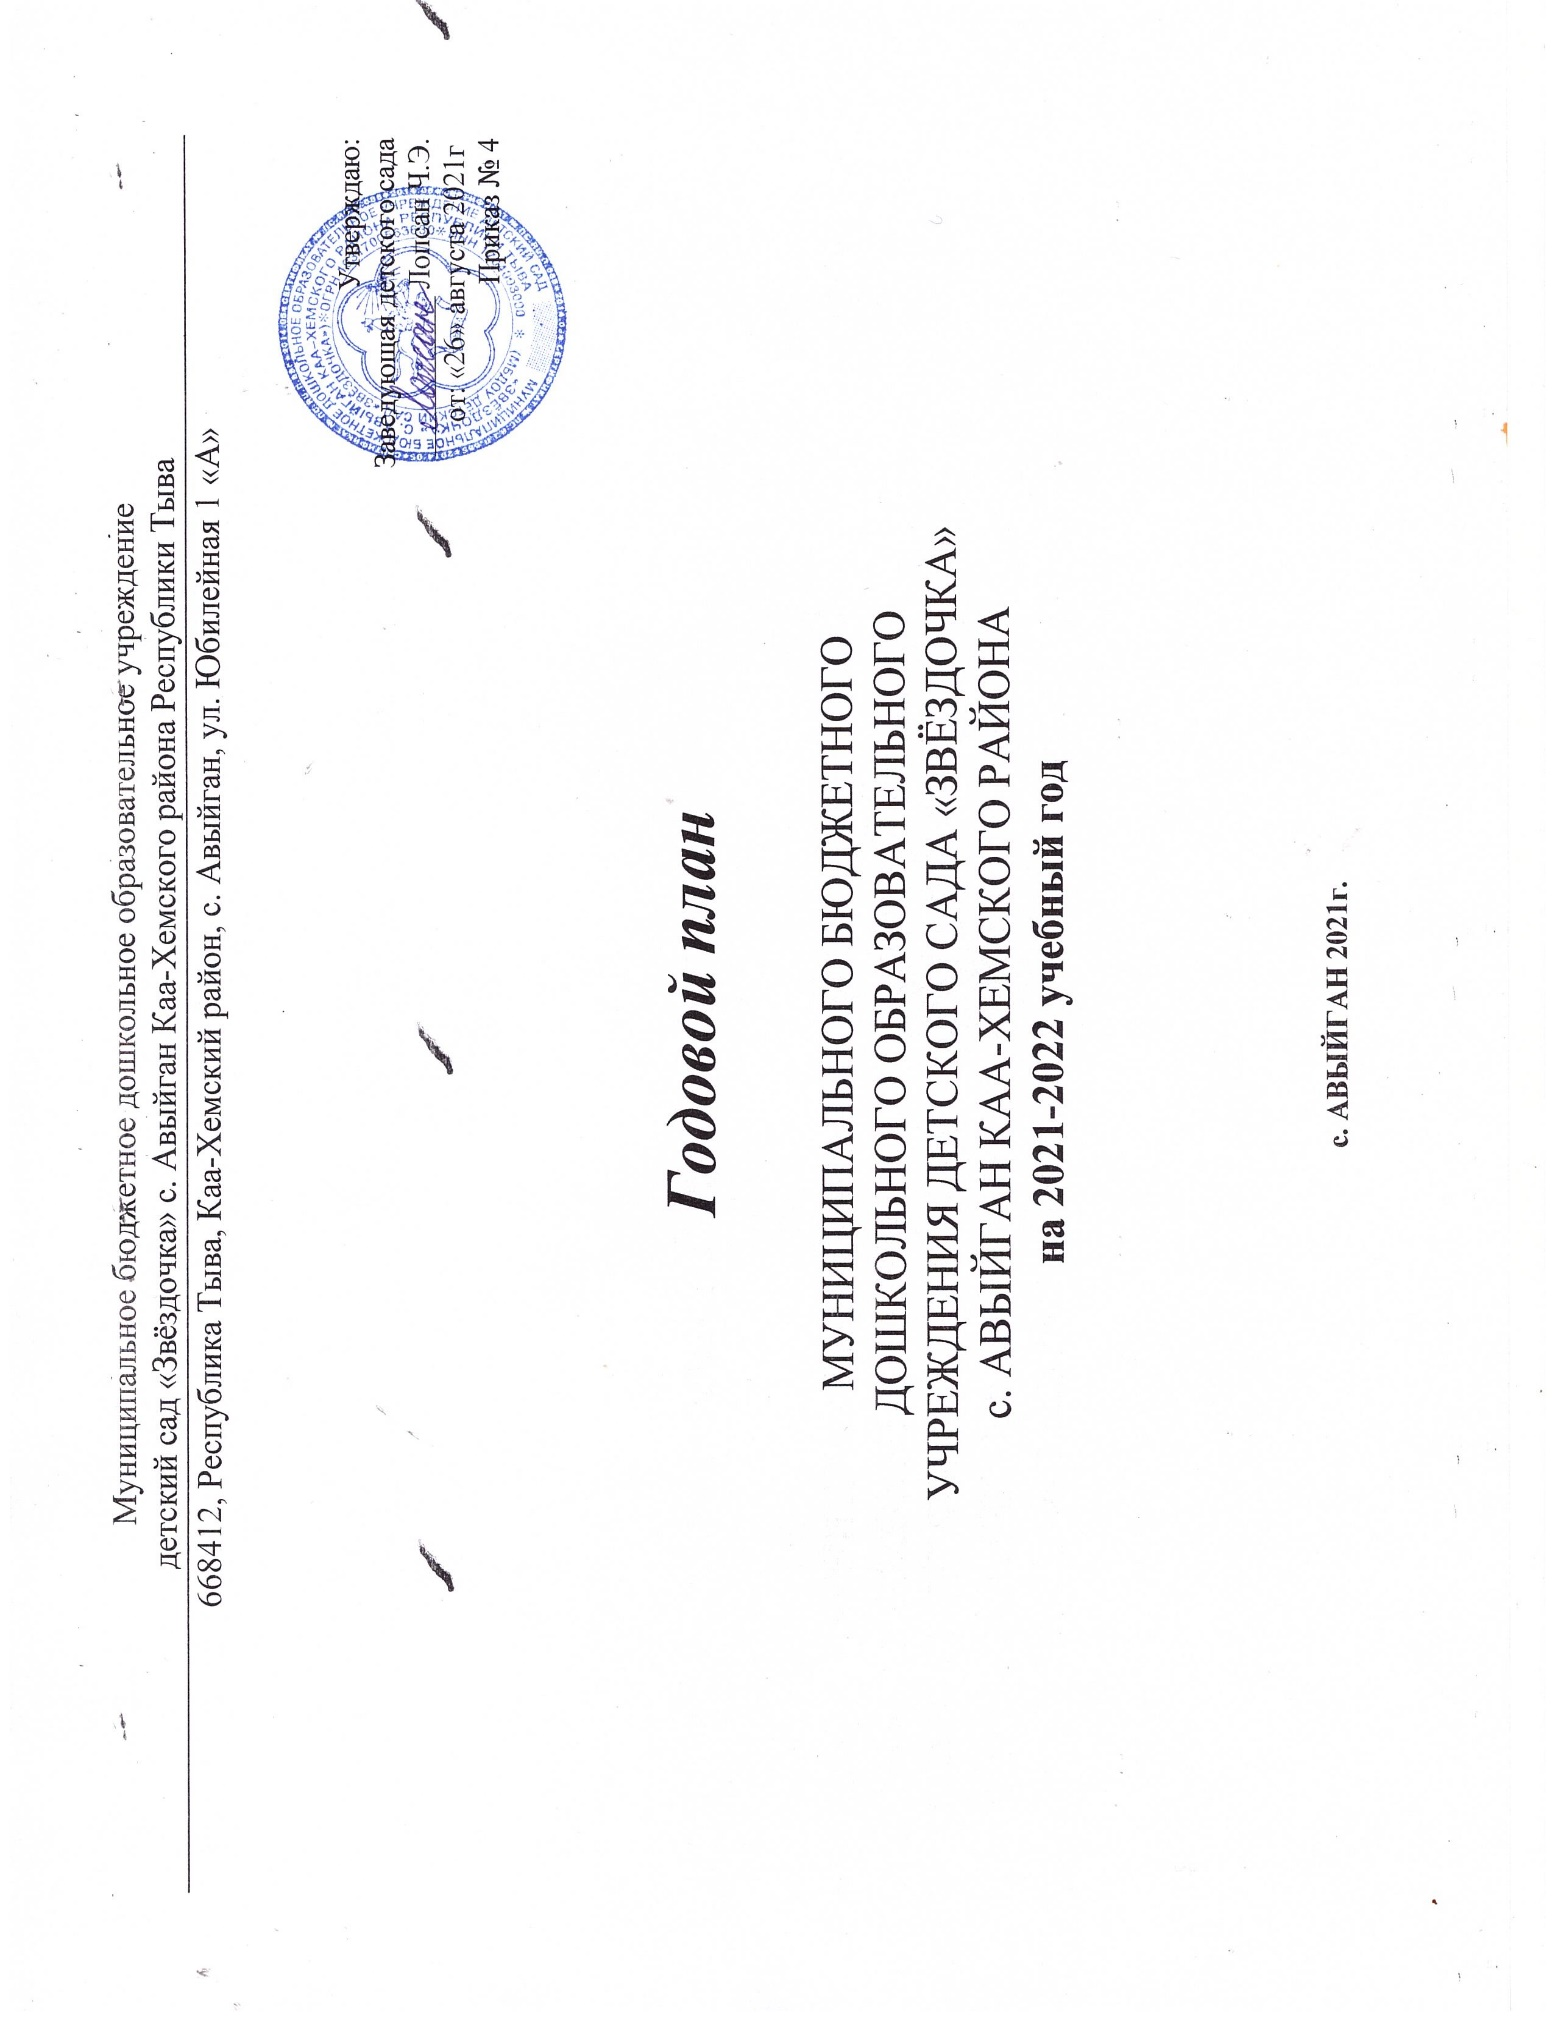 Муниципальное бюджетное дошкольное образовательное учреждение
детский сад «Звёздочка» с. Авыйган Каа-Хемского района Республики Тыва
668412, Республика Тыва, Каа-Хемский район, с. Авыйган, ул. Юбилейная 1 «А»
Утверждаю:
Заведующая детского сада
Лопсан Ч.Э.
от: «26» августа 2021г
Приказ № 4
Годовой план
МУНИЦИПАЛЬНОГО БЮДЖЕТНОГО
ДОШКОЛЬНОГО ОБРАЗОВАТЕЛЬНОГО
УЧРЕЖДЕНИЯ ДЕТСКОГО САДА «ЗВЁЗДОЧКА»
с. АВЫЙГАН КАА-ХЕМСКОГО РАЙОНА
на 2021-2022 учебный год
с. АВЫЙГАН 2021г.